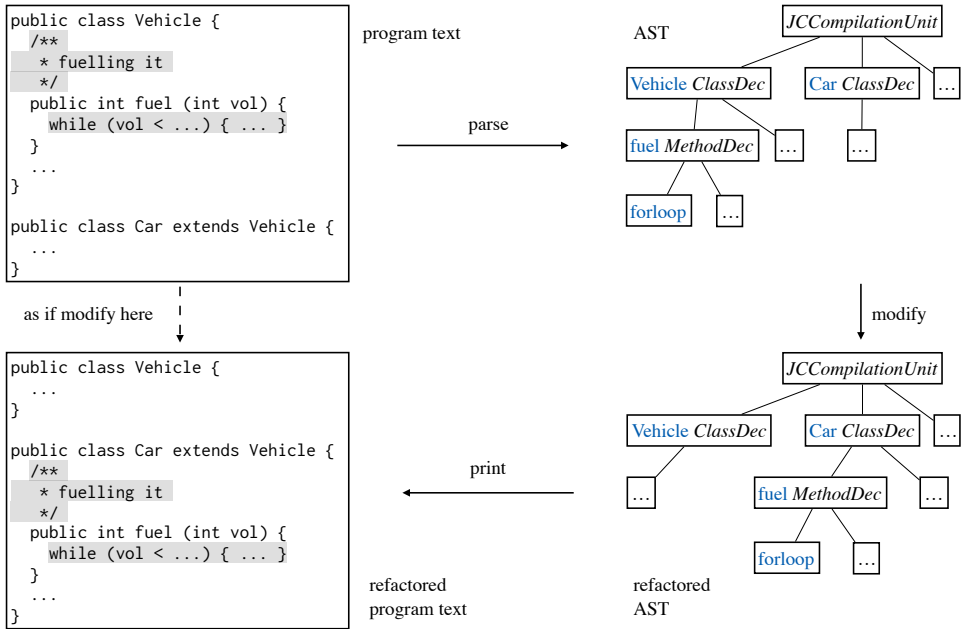 public class Vehicle {
/**
* fuelling it
*/
public int fuel (int vol) {
while (vol < ...) { ... }
}
...
}
public class Car extends Vehicle {
...
}
program text
parse
AST
JCCompilationUnit
Vehicle ClassDec
Car ClassDec
...
fuel MethodDec
...
...
forloop
...
as if modify here
modify
public class Vehicle {
...
}
public class Car extends Vehicle {
/**
* fuelling it
*/
public int fuel (int vol) {
while (vol < ...) { ... }
}
...
}
refactored
program text
print
JCCompilationUnit
Vehicle ClassDec
Car ClassDec
...
...
fuel MethodDec
...
forloop
...
refactored
AST